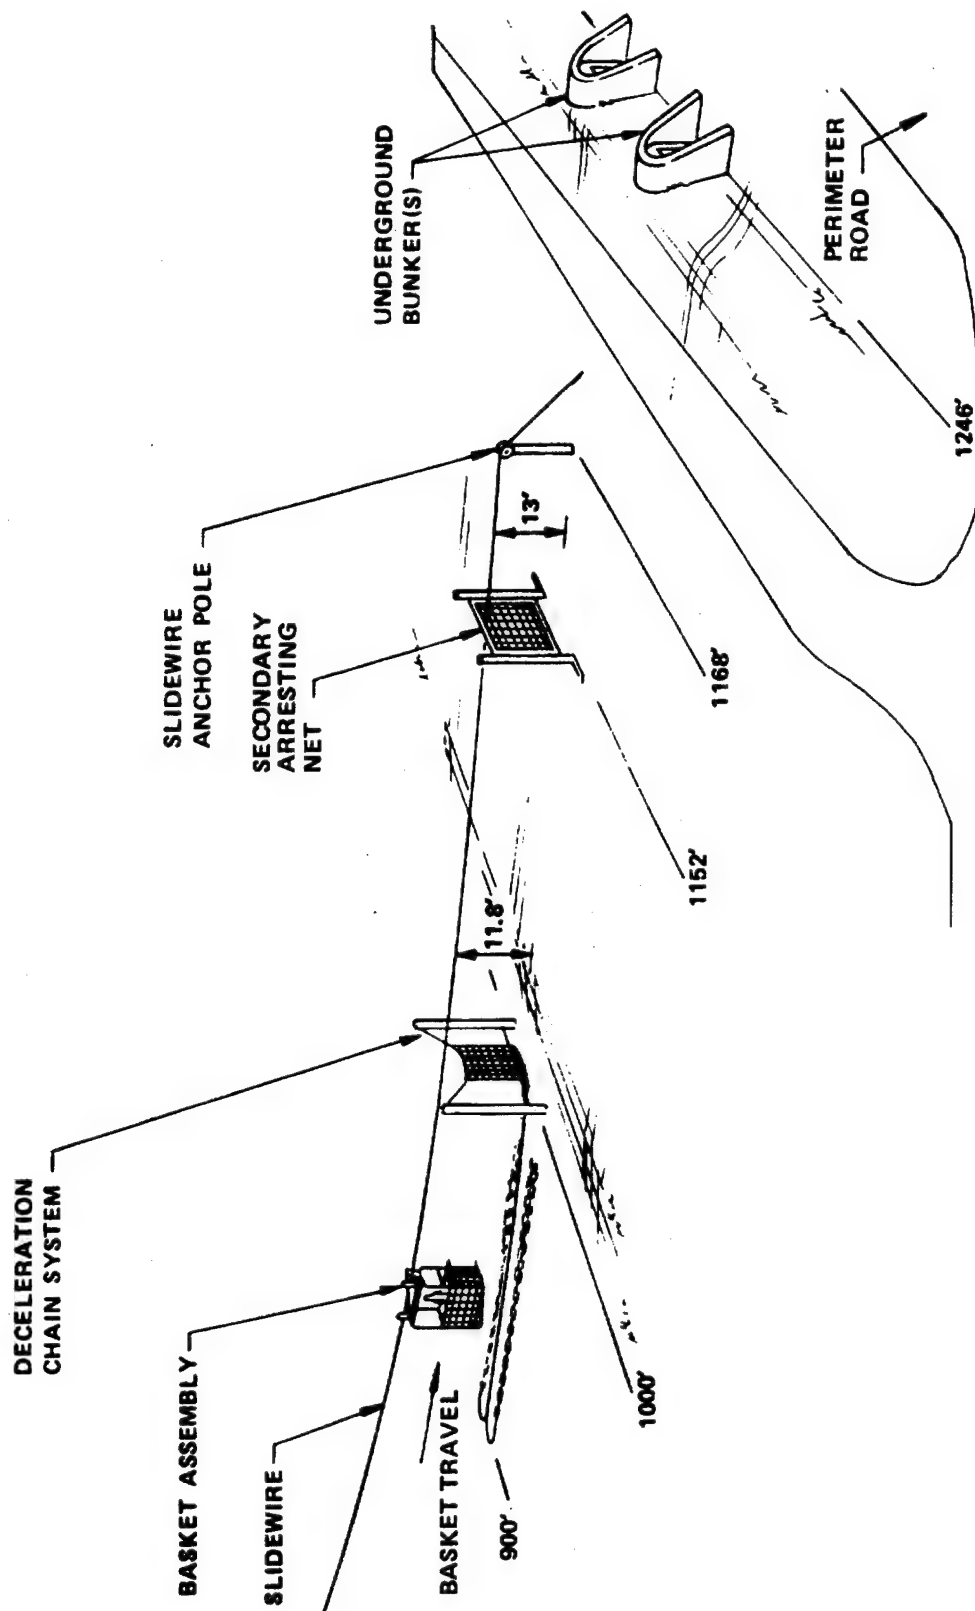 DECELERATION
CHAIN SYSTEM
BASKET ASSEMBLY
SLIDEWIRE
BASKET TRAVEL
900'
1000'
11.8'
SLIDEWIRE
ANCHOR POLE
SECONDARY
ARRESTING
NET
13'
1152'
1168'
UNDERGROUND
BUNKER(S)
PERIMETER
ROAD
1246'